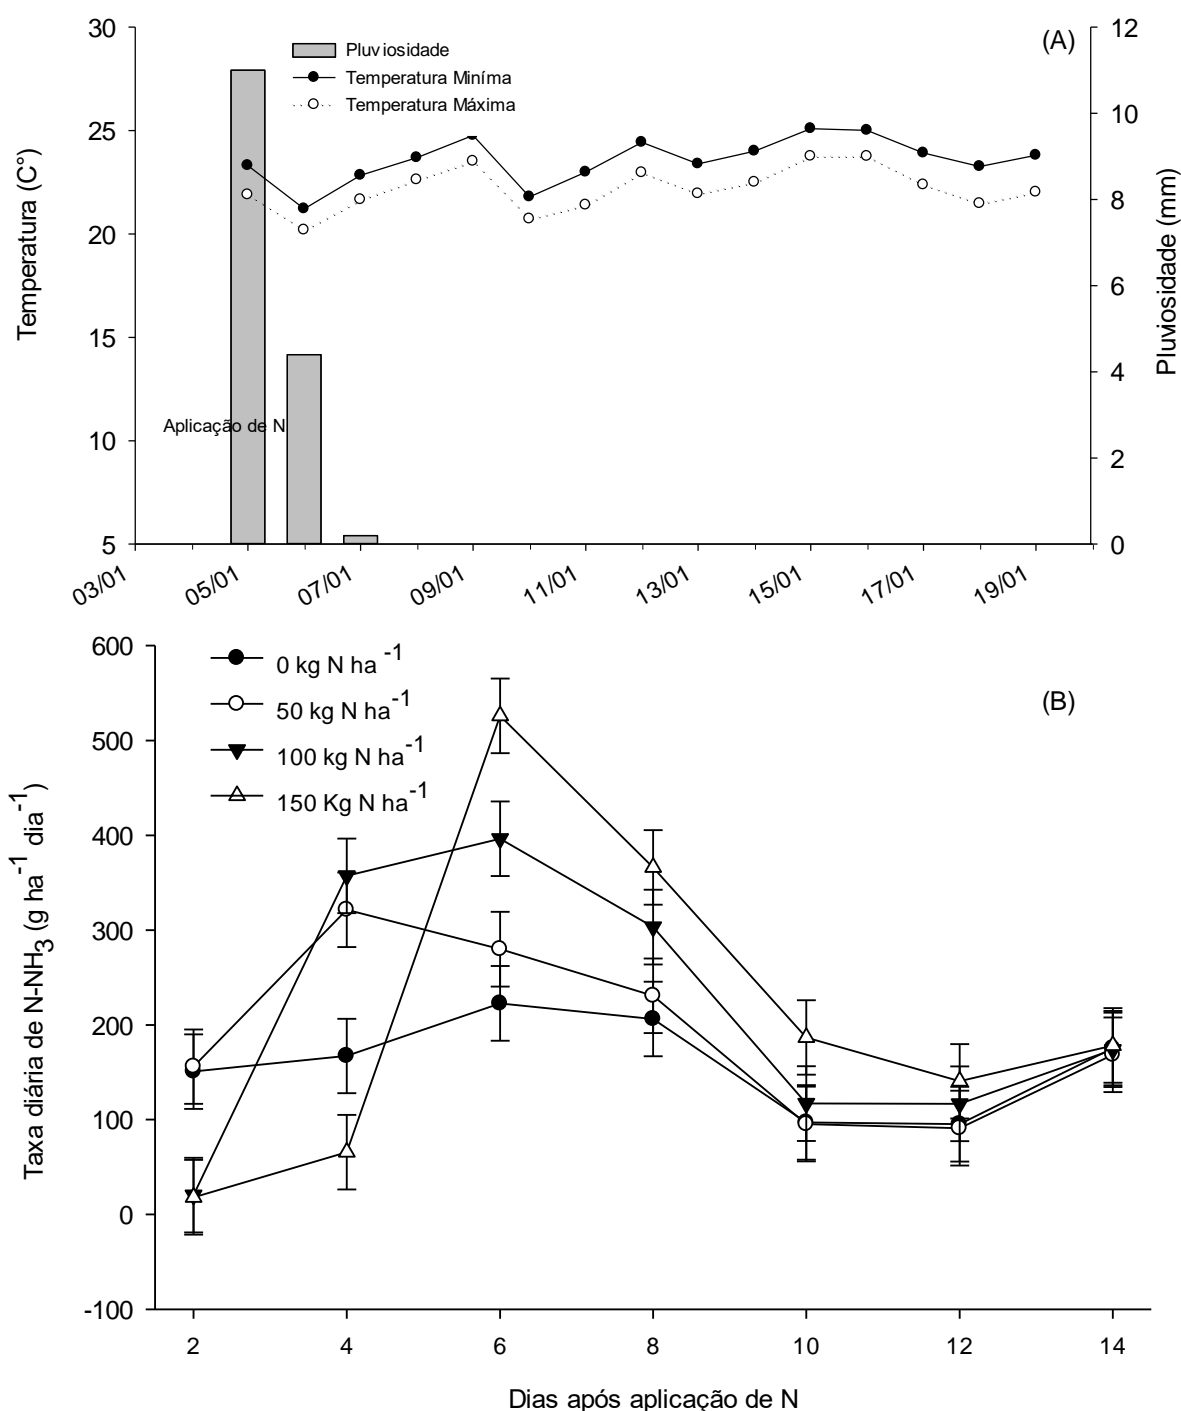 30
25
20
15
10
5
Temperatura (C°)
12
10
8
6
4
2
0
Pluviosidade (mm)
(A)
Pluviosidade
Temperatura Miníma
Temperatura Máxima
Aplicação de N
03/01
05/01
07/01
09/01
11/01
13/01
15/01
17/01
19/01
600
500
400
300
200
100
0
-100
Taxa diária de N-NH3 (g ha-1 dia-1)
(B)
0 kg N ha -1
50 kg N ha-1
100 kg N ha-1
150 Kg N ha-1
2
4
6
8
10
12
14
Dias após aplicação de N